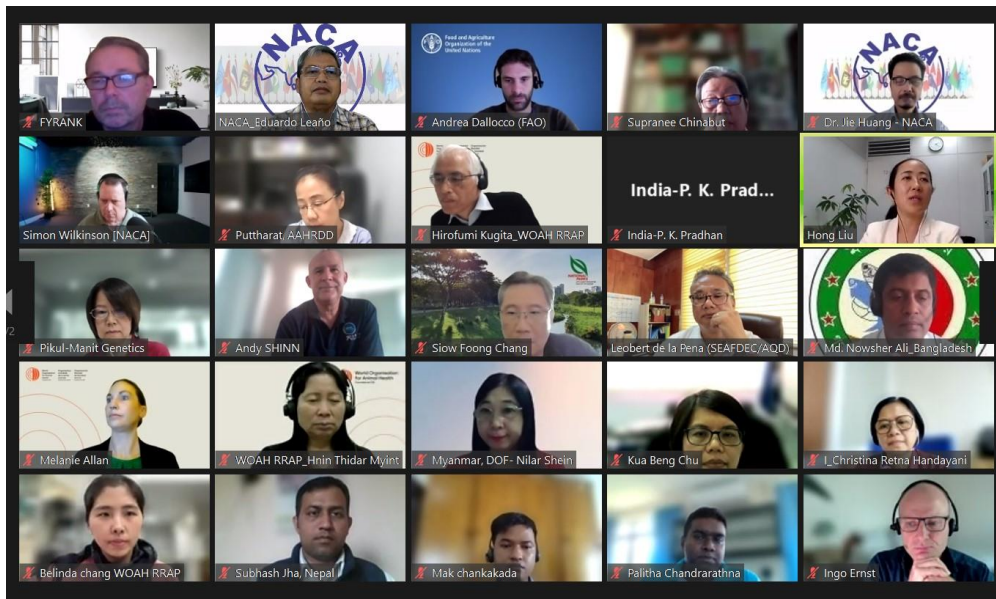 NACA
Food and Agriculture
Organization of the
United Nations
NACA
FYRANK
NACA_Eduardo Leaño
Andrea Dallocco (FAO)
Supranee Chinabut
Dr. Jie Huang - NACA
India-P. K. Prad...
Simon Wilkinson [NACA]
Puttharat, AAHRDD
Hirofumi Kugita_WOAH RRAP
India-P. K. Pradhan
Hong Liu
Pikul-Manit Genetics
Andy SHINN
Siow Foong Chang
Leobert de la Pena (SEAFDEC/AQD)
Md. Nowsher Ali_Bangladesh
World Organisation
for Animal Health
Melanie Allan
WOAH RRAP_Hnin Thidar Myint
Myanmar, DOF- Nilar Shein
Kua Beng Chu
I_Christina Retna Handayani
Belinda chang WOAH RRAP
Subhash Jha, Nepal
Mak chankakada
Palitha Chandrarathna
Ingo Ernst